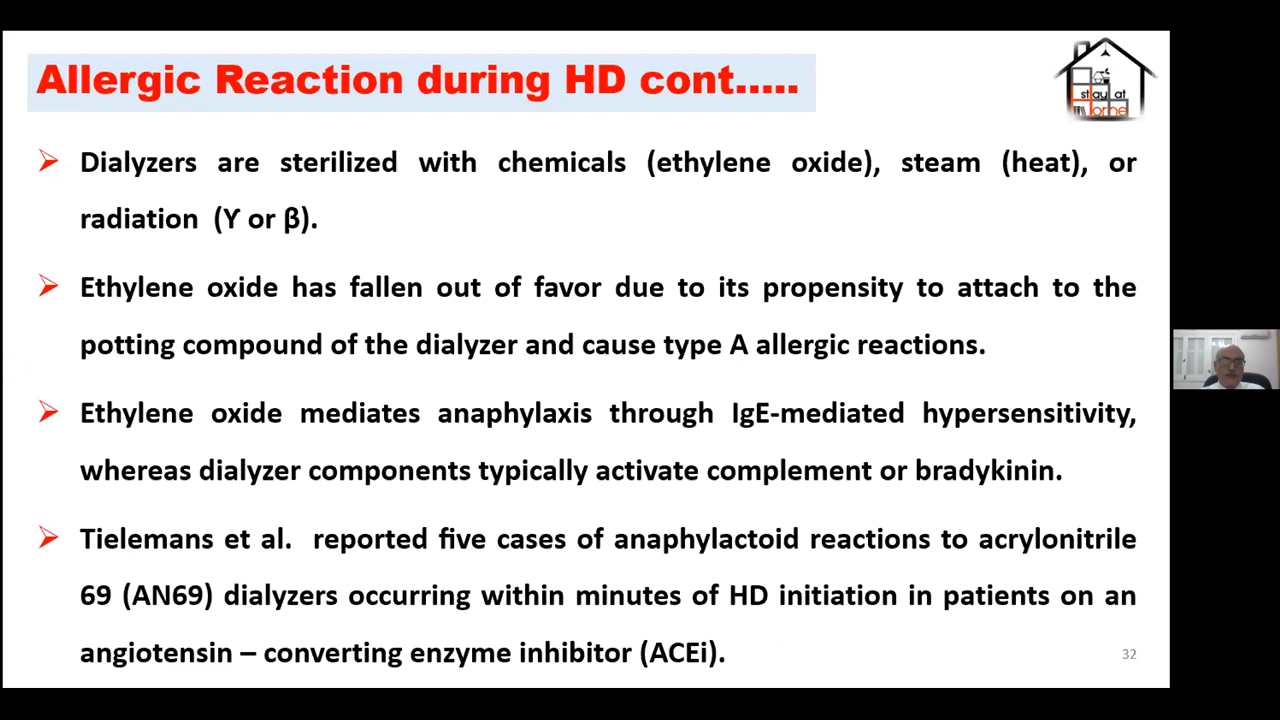 Allergic Reaction during HD cont.....
stay at
home
Dialyzers are sterilized with chemicals (ethylene oxide), steam (heat), or
radiation (ϒ or β).
Ethylene oxide has fallen out of favor due to its propensity to attach to the
potting compound of the dialyzer and cause type A allergic reactions.
Ethylene oxide mediates anaphylaxis through IgE-mediated hypersensitivity,
whereas dialyzer components typically activate complement or bradykinin.
Tielemans et al. reported five cases of anaphylactoid reactions to acrylonitrile
69 (AN69) dialyzers occurring within minutes of HD initiation in patients on an
angiotensin – converting enzyme inhibitor (ACEi).
32